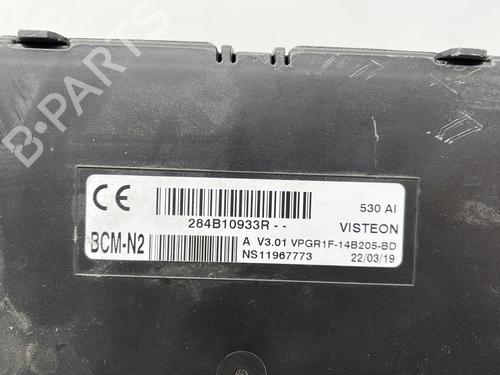 B-PARTS
CE
284B10933R - -
530 AI
BCM-N2
VISTEON
A V3.01 VPGR1F-14B205-BD
NS11967773
22/03/19